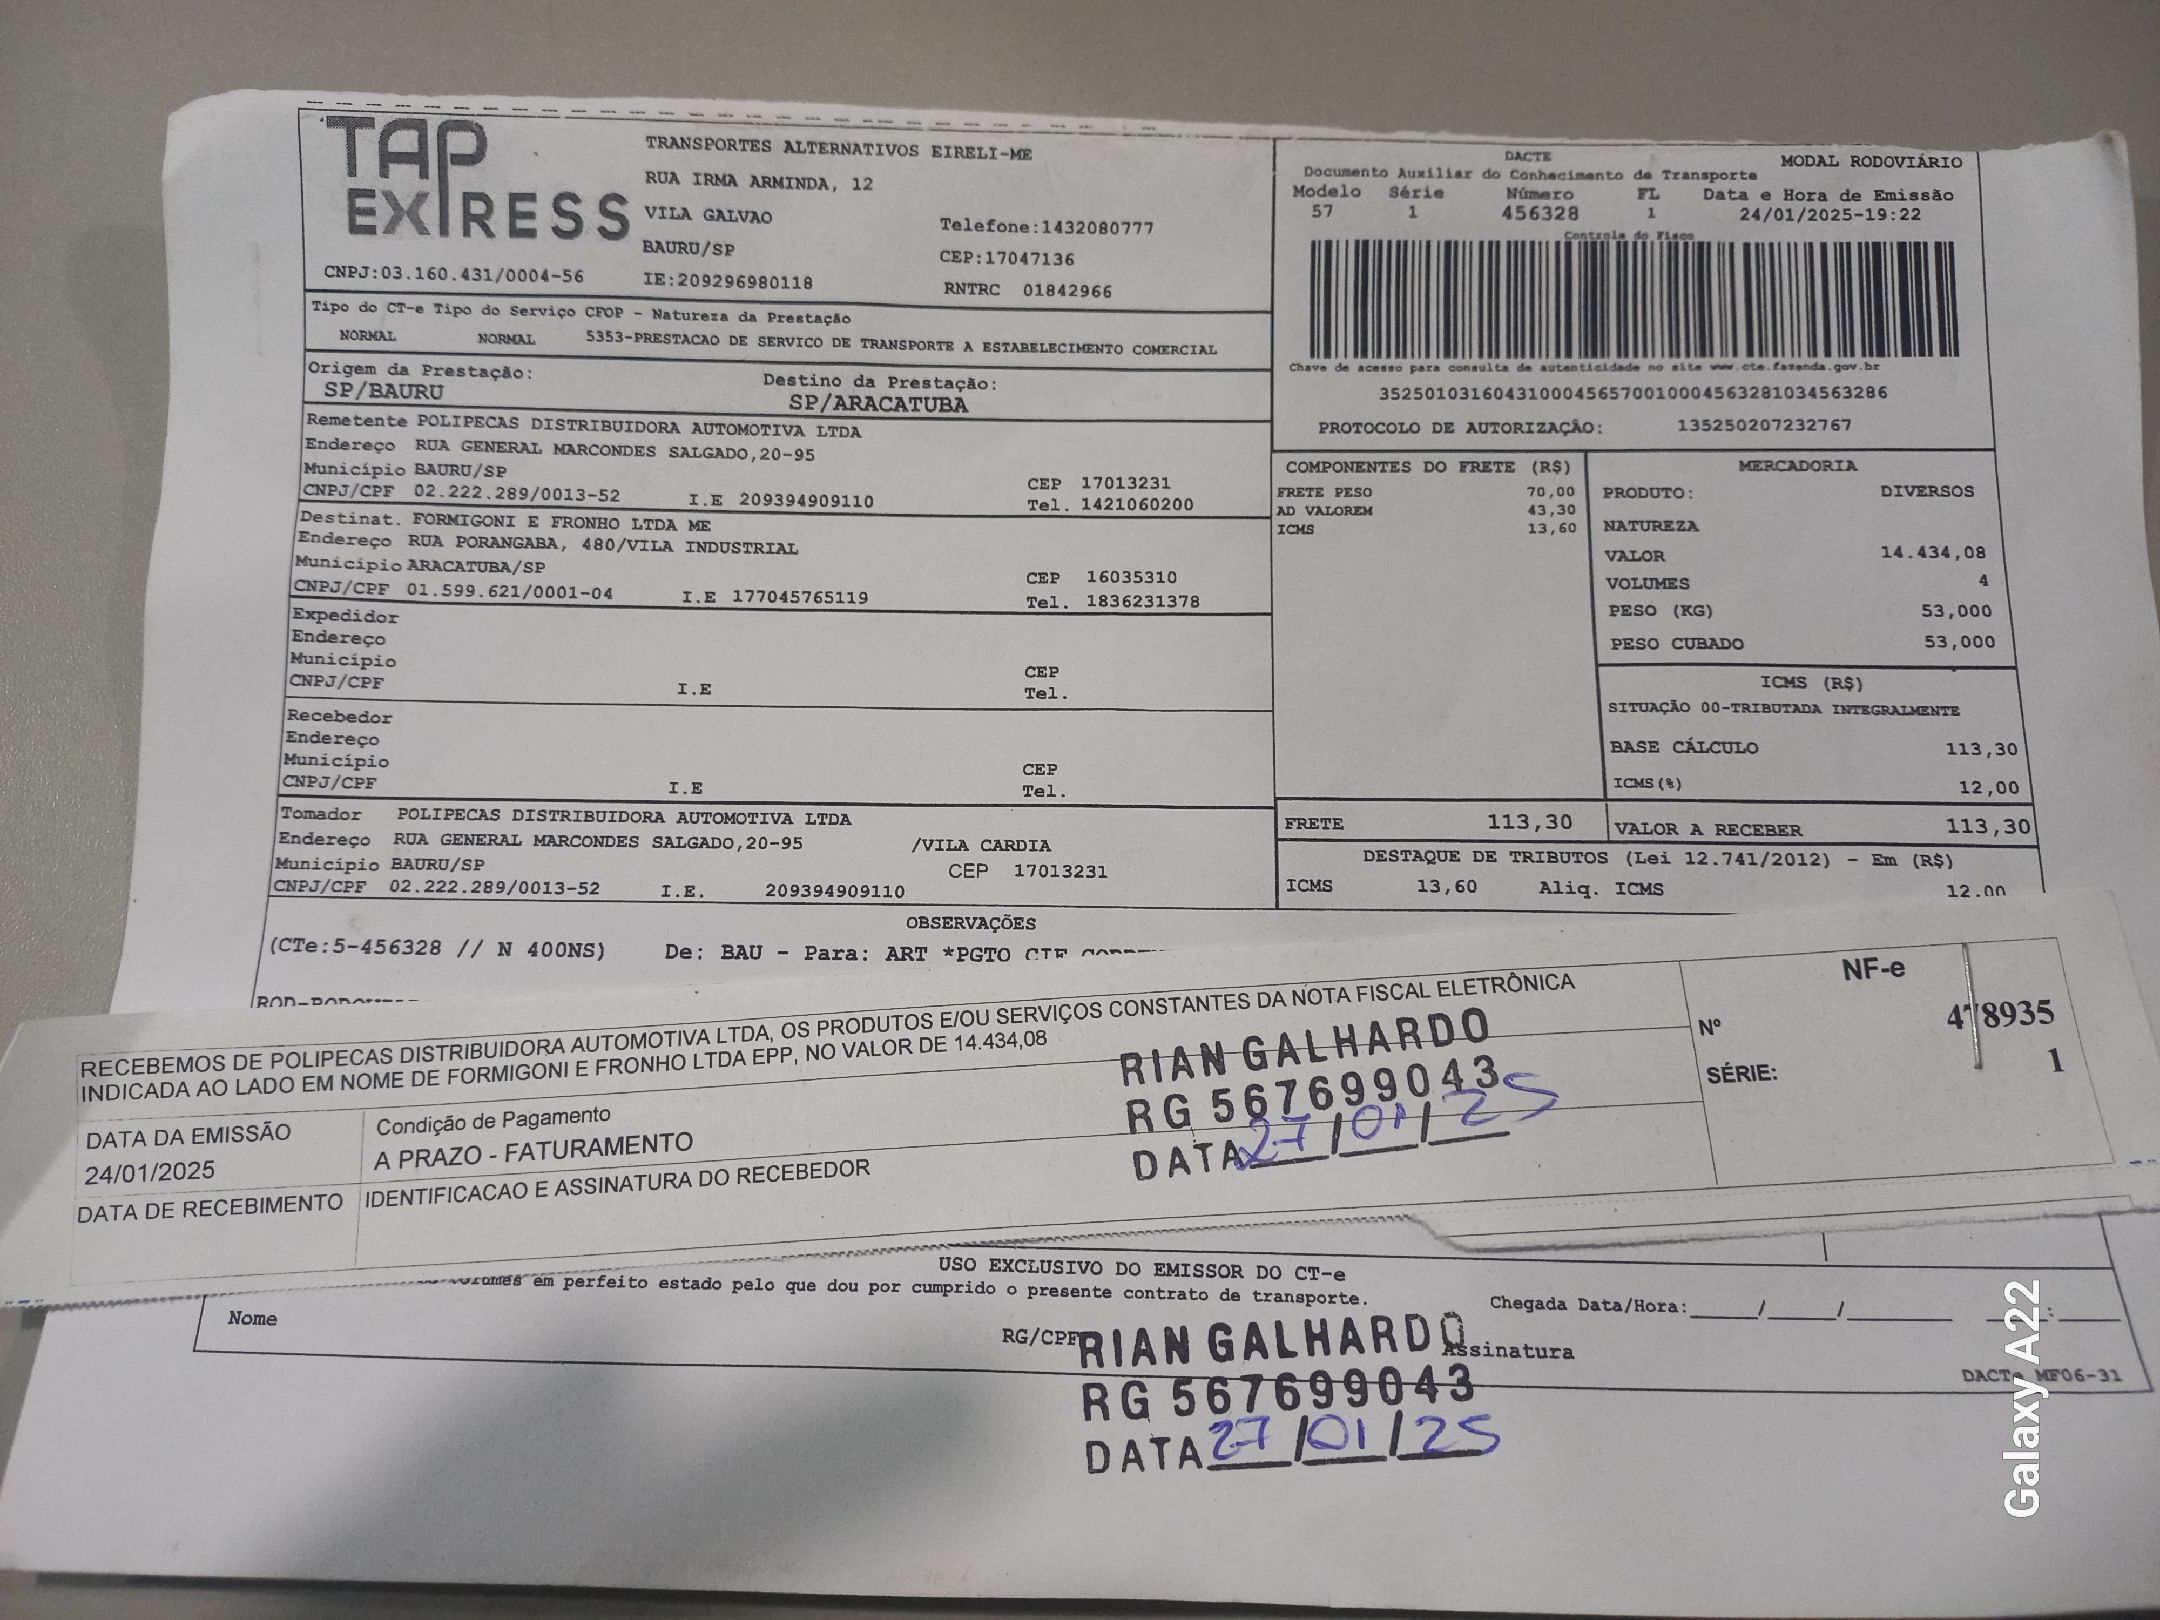 TAP EXPRESS
TRANSPORTES ALTERNATIVOS EIRELI-ME
RUA IRMA ARMINDA, 12
VILA GALVAO
Telefone:1432080777
BAURU/SP
CEP:17047136
CNPJ:03.160.431/0004-56
IE:209296980118
RNTRC 01842966
DACTE
MODAL RODOVIÁRIO
Documento Auxiliar do Conhecimento de Transporte
Modelo Série Número FL Data e Hora de Emissão
57 1 456328 1 24/01/2025-19:22
Controle do Fisco
Chave de acesso para consulta de autenticidade no site www.cte.fazenda.gov.br
35250103160431000456570010004563281034563286
PROTOCOLO DE AUTORIZAÇÃO: 135250207232767
Tipo do CT-e Tipo do Serviço CFOP - Natureza da Prestação
NORMAL NORMAL 5353-PRESTACAO DE SERVICO DE TRANSPORTE A ESTABELECIMENTO COMERCIAL
Origem da Prestação: Destino da Prestação:
SP/BAURU SP/ARACATUBA
Remetente POLIPECAS DISTRIBUIDORA AUTOMOTIVA LTDA
Endereço RUA GENERAL MARCONDES SALGADO,20-95
Município BAURU/SP CEP 17013231
CNPJ/CPF 02.222.289/0013-52 I.E 209394909110 Tel. 1421060200
Destinat. FORMIGONI E FRONHO LTDA ME
Endereço RUA PORANGABA, 480/VILA INDUSTRIAL
Município ARACATUBA/SP CEP 16035310
CNPJ/CPF 01.599.621/0001-04 I.E 177045765119 Tel. 1836231378
Expedidor
Endereço
Município CEP
CNPJ/CPF I.E Tel.
Recebedor
Endereço
Município CEP
CNPJ/CPF I.E Tel.
Tomador POLIPECAS DISTRIBUIDORA AUTOMOTIVA LTDA
Endereço RUA GENERAL MARCONDES SALGADO,20-95 /VILA CARDIA
Município BAURU/SP CEP 17013231
CNPJ/CPF 02.222.289/0013-52 I.E. 209394909110
COMPONENTES DO FRETE (R$)
FRETE PESO 70,00
AD VALOREM 43,30
ICMS 13,60
MERCADORIA
PRODUTO: DIVERSOS
NATUREZA
VALOR 14.434,08
VOLUMES 4
PESO (KG) 53,000
PESO CUBADO 53,000
ICMS (R$)
SITUAÇÃO 00-TRIBUTADA INTEGRALMENTE
BASE CÁLCULO 113,30
ICMS(%) 12,00
FRETE 113,30 VALOR A RECEBER 113,30
DESTAQUE DE TRIBUTOS (Lei 12.741/2012) - Em (R$)
ICMS 13,60 Aliq. ICMS 12.00
OBSERVAÇÕES
(CTe:5-456328 // N 400NS) De: BAU - Para: ART *PGTO CIF
RECEBEMOS DE POLIPECAS DISTRIBUIDORA AUTOMOTIVA LTDA, OS PRODUTOS E/OU SERVIÇOS CONSTANTES DA NOTA FISCAL ELETRÔNICA
INDICADA AO LADO EM NOME DE FORMIGONI E FRONHO LTDA EPP, NO VALOR DE 14.434,08
NF-e
Nº 478935
SÉRIE: 1
DATA DA EMISSÃO Condição de Pagamento
24/01/2025 A PRAZO - FATURAMENTO
DATA DE RECEBIMENTO IDENTIFICACAO E ASSINATURA DO RECEBEDOR
RIAN GALHARDO
RG 567699043
DATA 27/01/25
USO EXCLUSIVO DO EMISSOR DO CT-e
em perfeito estado pelo que dou por cumprido o presente contrato de transporte.
Chegada Data/Hora:____/____/______ ____:____
Nome RG/CPF Assinatura
RIAN GALHARDO
RG 567699043
DATA 27/01/25
MF06-31
Galaxy A22